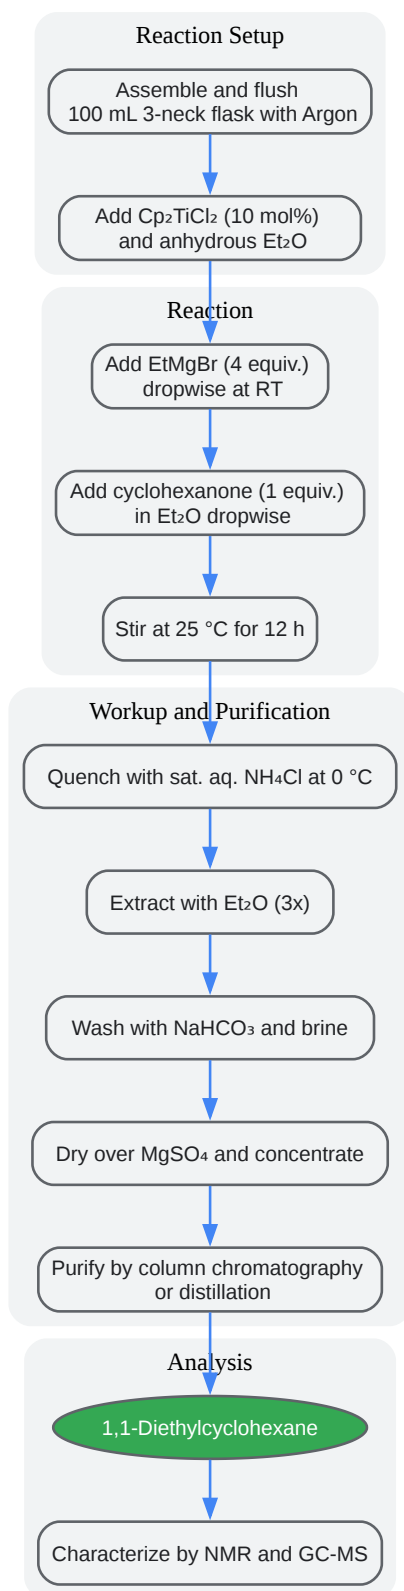 Reaction Setup
Assemble and flush
100 mL 3-neck flask with Argon
Add Cp₂TiCl₂ (10 mol%)
and anhydrous Et₂O
Reaction
Add EtMgBr (4 equiv.)
dropwise at RT
Add cyclohexanone (1 equiv.)
in Et₂O dropwise
Stir at 25 °C for 12 h
Workup and Purification
Quench with sat. aq. NH₄Cl at 0 °C
Extract with Et₂O (3x)
Wash with NaHCO₃ and brine
Dry over MgSO₄ and concentrate
Purify by column chromatography
or distillation
Analysis
1,1-Diethylcyclohexane
Characterize by NMR and GC-MS